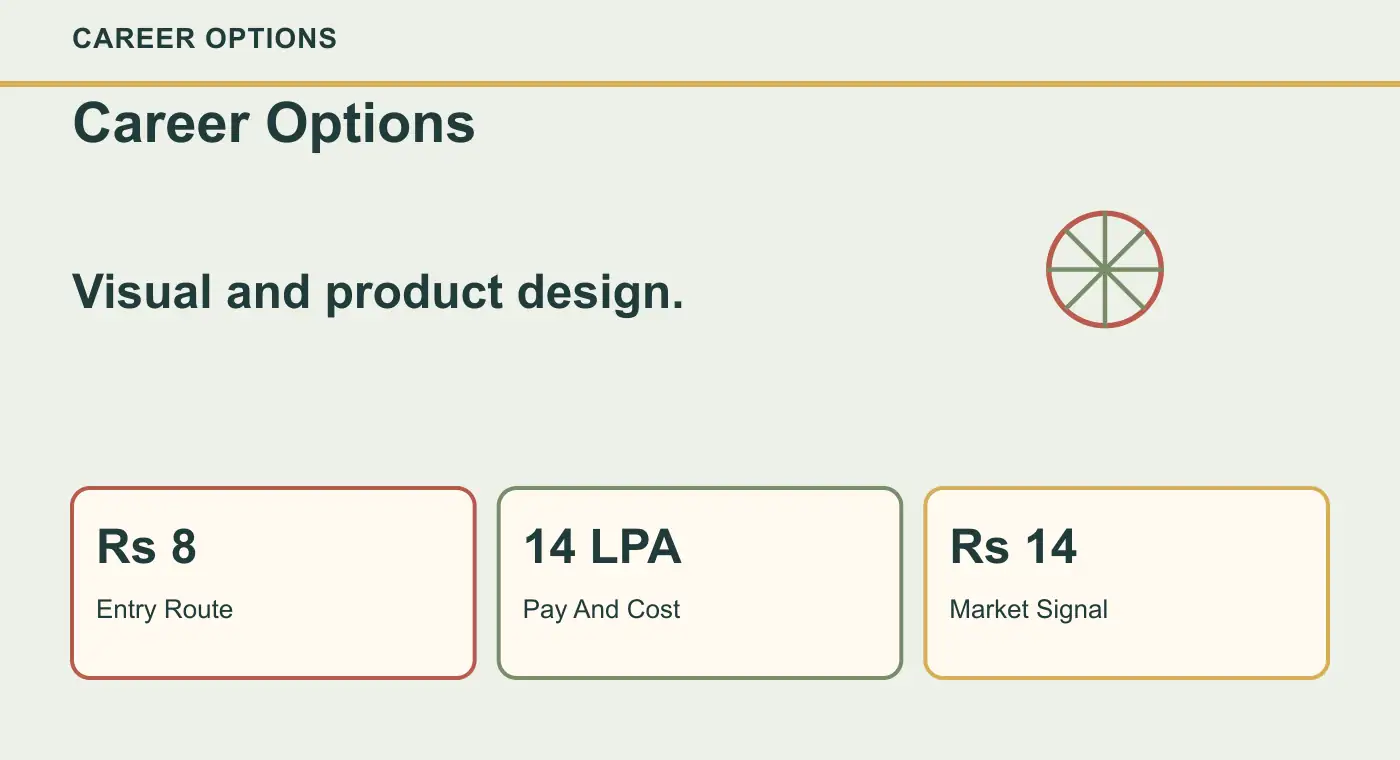 CAREER OPTIONS
Career Options
Visual and product design.
Rs 8
Entry Route
14 LPA
Pay And Cost
Rs 14
Market Signal